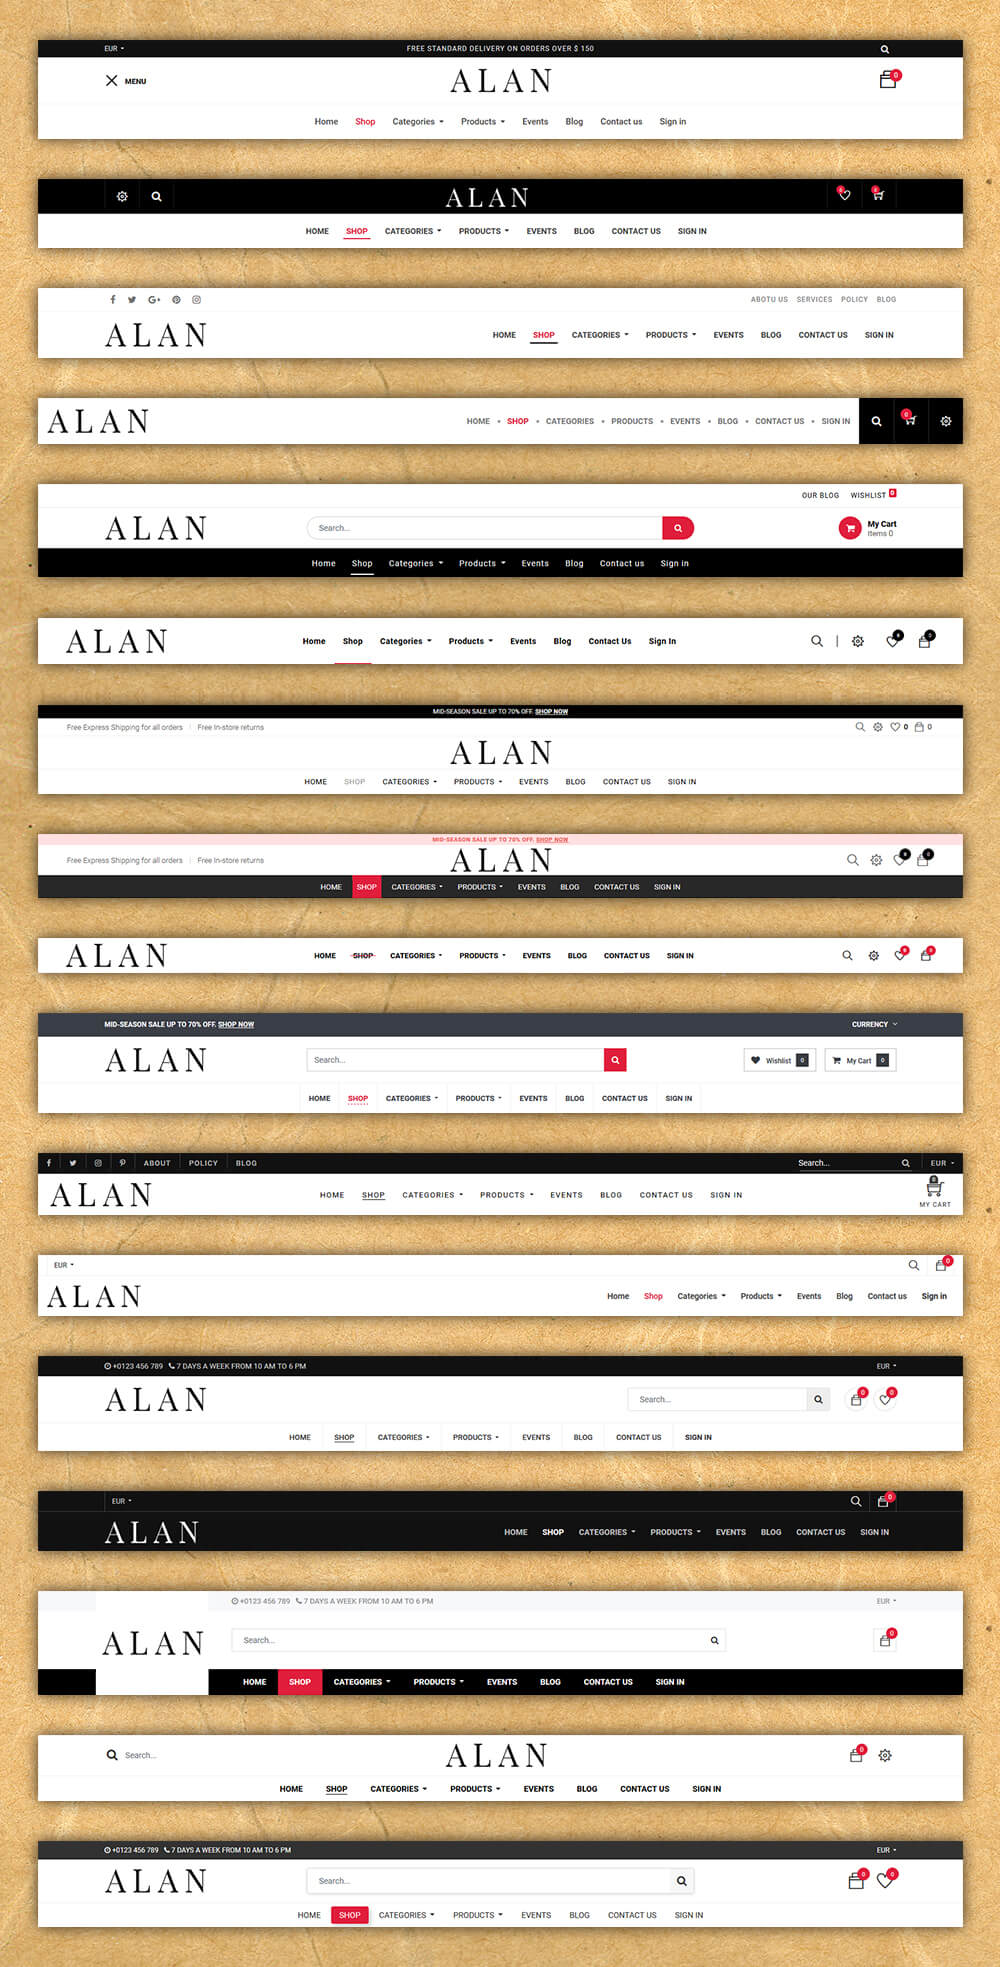 EUR FREE STANDARD DELIVERY ON ORDERS OVER $ 150
MENU ALAN 0
Home Shop Categories Products Events Blog Contact us Sign in
ALAN 0 0
HOME SHOP CATEGORIES PRODUCTS EVENTS BLOG CONTACT US SIGN IN
ABOTU US SERVICES POLICY BLOG
ALAN HOME SHOP CATEGORIES PRODUCTS EVENTS BLOG CONTACT US SIGN IN
ALAN HOME SHOP CATEGORIES PRODUCTS EVENTS BLOG CONTACT US SIGN IN 0
OUR BLOG WISHLIST 0
ALAN Search... My Cart
Items 0
Home Shop Categories Products Events Blog Contact us Sign in
ALAN Home Shop Categories Products Events Blog Contact Us Sign In 0
MID-SEASON SALE UP TO 70% OFF. SHOP NOW
Free Express Shipping for all orders Free In-store returns 0 0
ALAN
HOME SHOP CATEGORIES PRODUCTS EVENTS BLOG CONTACT US SIGN IN
MID-SEASON SALE UP TO 70% OFF. SHOP NOW
Free Express Shipping for all orders Free In-store returns ALAN 0
HOME SHOP CATEGORIES PRODUCTS EVENTS BLOG CONTACT US SIGN IN
ALAN HOME SHOP CATEGORIES PRODUCTS EVENTS BLOG CONTACT US SIGN IN 0
MID-SEASON SALE UP TO 70% OFF. SHOP NOW CURRENCY
ALAN Search... Wishlist 0 My Cart 0
HOME SHOP CATEGORIES PRODUCTS EVENTS BLOG CONTACT US SIGN IN
ABOUT POLICY BLOG Search... EUR
ALAN HOME SHOP CATEGORIES PRODUCTS EVENTS BLOG CONTACT US SIGN IN 0
MY CART
EUR 0
ALAN Home Shop Categories Products Events Blog Contact us Sign in
+0123 456 789 7 DAYS A WEEK FROM 10 AM TO 6 PM EUR
ALAN Search... 0 0
HOME SHOP CATEGORIES PRODUCTS EVENTS BLOG CONTACT US SIGN IN
EUR 0
ALAN HOME SHOP CATEGORIES PRODUCTS EVENTS BLOG CONTACT US SIGN IN
+0123 456 789 7 DAYS A WEEK FROM 10 AM TO 6 PM EUR
ALAN Search... 0
HOME SHOP CATEGORIES PRODUCTS EVENTS BLOG CONTACT US SIGN IN
Search... ALAN 0
HOME SHOP CATEGORIES PRODUCTS EVENTS BLOG CONTACT US SIGN IN
+0123 456 789 7 DAYS A WEEK FROM 10 AM TO 6 PM EUR
ALAN Search... 0 0
HOME SHOP CATEGORIES PRODUCTS EVENTS BLOG CONTACT US SIGN IN